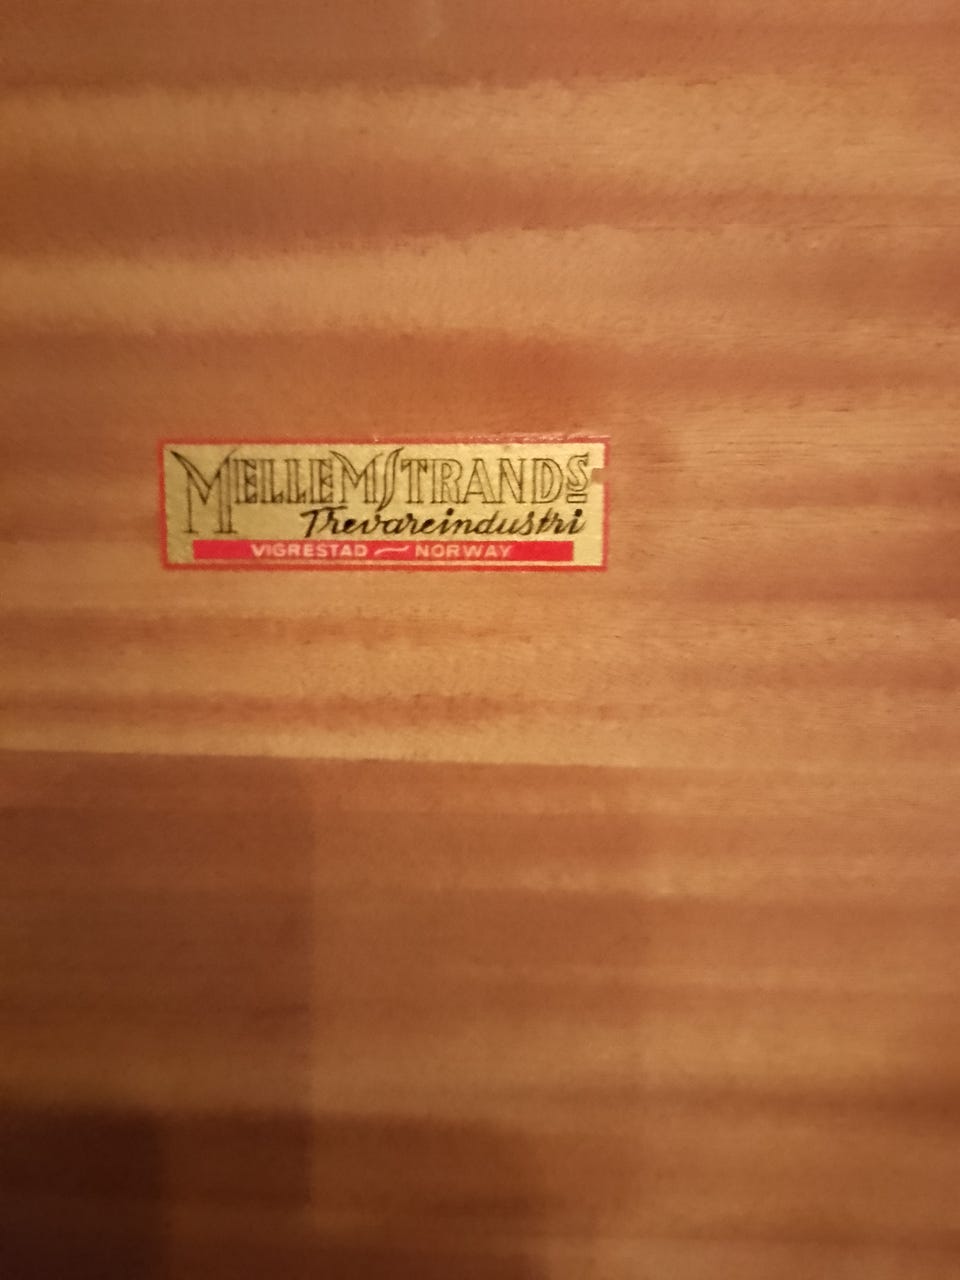 MELLEMSTRANDS
Trevareindustri
VIGRESTAD ~ NORWAY